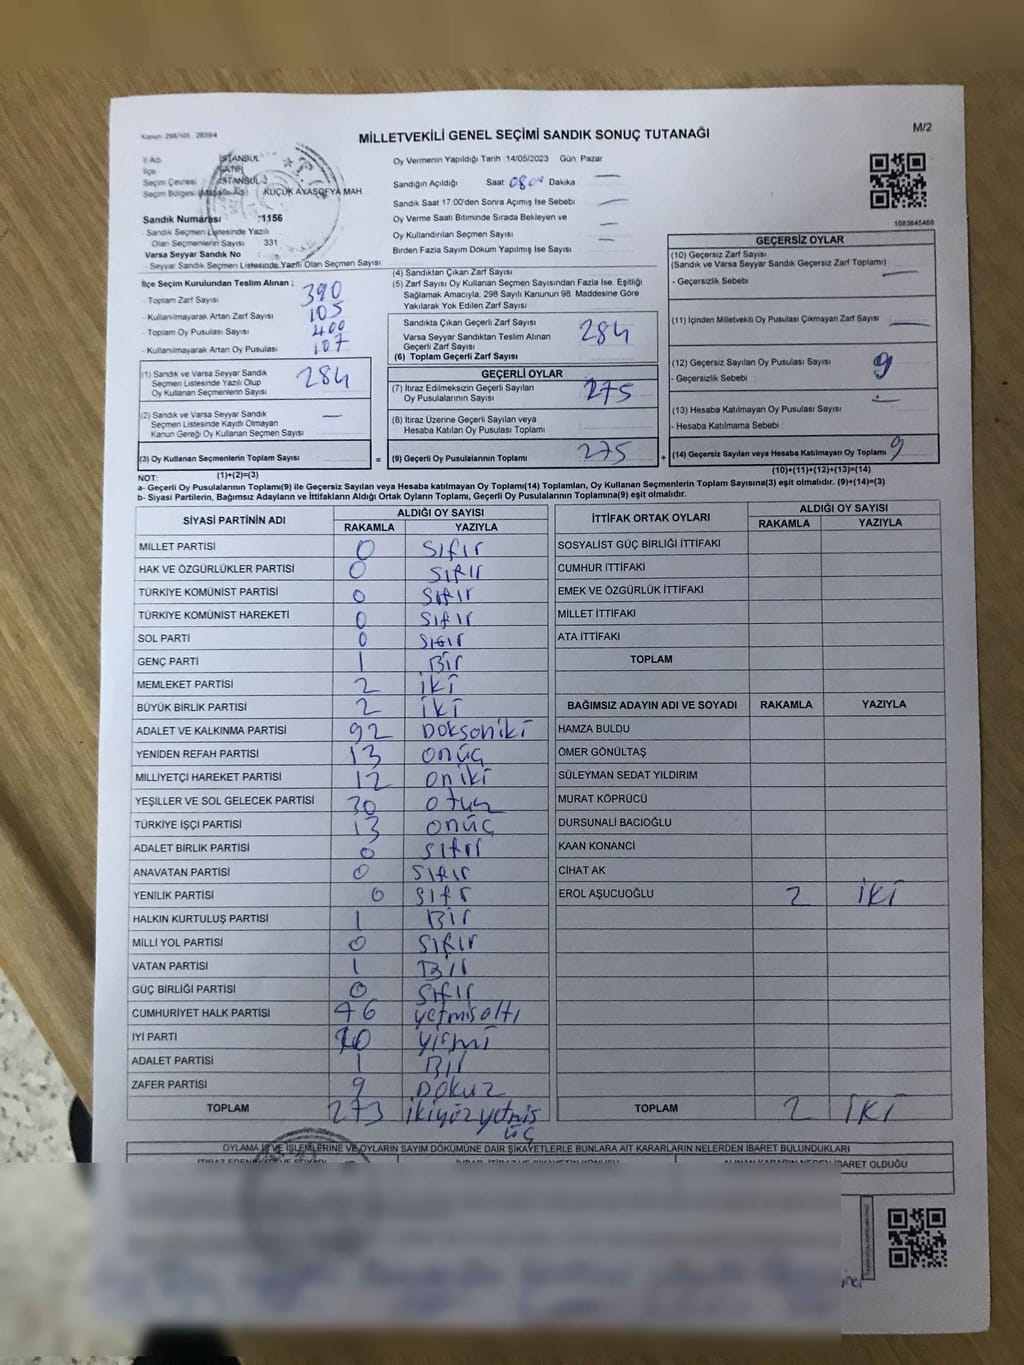 Kanun 298/105 2839/4
MİLLETVEKİLİ GENEL SEÇİMİ SANDIK SONUÇ TUTANAĞI
M/2
İl Adı : İSTANBUL
İlçe : FATİH
Seçim Çevresi : İSTANBUL-2
Seçim Bölgesi (Mahalle Adı) KÜÇÜK AYASOFYA MAH.
Sandık Numarası :1156
- Sandık Seçmen Listesinde Yazılı
Olan Seçmenlerin Sayısı : 331
Varsa Seyyar Sandık No :
- Seyyar Sandık Seçmen Listesinde Yazılı Olan Seçmen Sayısı
Oy Vermenin Yapıldığı Tarih 14/05/2023 Gün Pazar
Sandığın Açıldığı Saat 08:00 Dakika —
Sandık Saat 17.00'den Sonra Açımış İse Sebebi —
Oy Verme Saati Bitiminde Sırada Bekleyen ve —
Oy Kullandırılan Seçmen Sayısı —
Birden Fazla Sayım Döküm Yapılmış İse Sayısı
1083645468
İlçe Seçim Kurulundan Teslim Alınan ;
- Toplam Zarf Sayısı 390
- Kullanılmayarak Artan Zarf Sayısı 105
- Toplam Oy Pusulası Sayısı 400
- Kullanılmayarak Artan Oy Pusulası 107
(1) Sandık ve Varsa Seyyar Sandık
Seçmen Listesinde Yazılı Olup
Oy Kullanan Seçmenlerin Sayısı 284
(2) Sandık ve Varsa Seyyar Sandık
Seçmen Listesinde Kayıtlı Olmayan
Kanun Gereği Oy Kullanan Seçmen Sayısı —
(3) Oy Kullanan Seçmenlerin Toplam Sayısı
(4) Sandıktan Çıkan Zarf Sayısı
(5) Zarf Sayısı Oy Kullanan Seçmen Sayısından Fazla İse, Eşitliği
Sağlamak Amacıyla, 298 Sayılı Kanunun 98. Maddesine Göre
Yakılarak Yok Edilen Zarf Sayısı
Sandıkta Çıkan Geçerli Zarf Sayısı
Varsa Seyyar Sandıktan Teslim Alınan
Geçerli Zarf Sayısı
(6) Toplam Geçerli Zarf Sayısı 284
GEÇERLİ OYLAR
(7) İtiraz Edilmeksizin Geçerli Sayılan
Oy Pusulalarının Sayısı 275
(8) İtiraz Üzerine Geçerli Sayılan veya
Hesaba Katılan Oy Pusulası Toplamı
= (9) Geçerli Oy Pusulalarının Toplamı 275
GEÇERSİZ OYLAR
(10) Geçersiz Zarf Sayısı
(Sandık ve Varsa Seyyar Sandık Geçersiz Zarf Toplamı)
- Geçersizlik Sebebi : —
(11) İçinden Milletvekili Oy Pusulası Çıkmayan Zarf Sayısı —
(12) Geçersiz Sayılan Oy Pusulası Sayısı 9
- Geçersizlik Sebebi :
(13) Hesaba Katılmayan Oy Pusulası Sayısı —
- Hesaba Katılmama Sebebi :
+ (14) Geçersiz Sayılan veya Hesaba Katılmayan Oy Toplamı 9
NOT: (1)+(2)=(3) (10)+(11)+(12)+(13)=(14)
a- Geçerli Oy Pusulalarının Toplamı(9) ile Geçersiz Sayılan veya Hesaba Katılmayan Oy Toplamı(14) Toplamları, Oy Kullanan Seçmenlerin Toplam Sayısına(3) eşit olmalıdır. (9)+(14)=(3)
b- Siyasi Partilerin, Bağımsız Adayların ve İttifakların Aldığı Ortak Oyların Toplamı, Geçerli Oy Pusulalarının Toplamına(9) eşit olmalıdır.
SİYASİ PARTİNİN ADI ALDIĞI OY SAYISI
RAKAMLA YAZIYLA
MİLLET PARTİSİ 0 sıfır
HAK VE ÖZGÜRLÜKLER PARTİSİ 0 sıfır
TÜRKİYE KOMÜNİST PARTİSİ 0 sıfır
TÜRKİYE KOMÜNİST HAREKETİ 0 sıfır
SOL PARTİ 0 sıfır
GENÇ PARTİ 1 Bir
MEMLEKET PARTİSİ 2 iki
BÜYÜK BİRLİK PARTİSİ 2 iki
ADALET VE KALKINMA PARTİSİ 92 Doksoniki
YENİDEN REFAH PARTİSİ 13 onüç
MİLLİYETÇİ HAREKET PARTİSİ 12 oniki
YEŞİLLER VE SOL GELECEK PARTİSİ 30 otuz
TÜRKİYE İŞÇİ PARTİSİ 13 onüç
ADALET BİRLİK PARTİSİ 0 sıfır
ANAVATAN PARTİSİ 0 sıfır
YENİLİK PARTİSİ 0 sıfır
HALKIN KURTULUŞ PARTİSİ 1 Bir
MİLLİ YOL PARTİSİ 0 sıfır
VATAN PARTİSİ 1 Bir
GÜÇ BİRLİĞİ PARTİSİ 0 sıfır
CUMHURİYET HALK PARTİSİ 76 yetmisaltı
İYİ PARTİ 20 yirmi
ADALET PARTİSİ 1 Bir
ZAFER PARTİSİ 9 Dokuz
TOPLAM 273 ikiyüzyetmiş
üç
İTTİFAK ORTAK OYLARI ALDIĞI OY SAYISI
RAKAMLA YAZIYLA
SOSYALİST GÜÇ BİRLİĞİ İTTİFAKI
CUMHUR İTTİFAKI
EMEK VE ÖZGÜRLÜK İTTİFAKI
MİLLET İTTİFAKI
ATA İTTİFAKI
TOPLAM
BAĞIMSIZ ADAYIN ADI VE SOYADI RAKAMLA YAZIYLA
HAMZA BULDU
ÖMER GÖNÜLTAŞ
SÜLEYMAN SEDAT YILDIRIM
MURAT KÖPRÜCÜ
DURSUNALİ BACIOĞLU
KAAN KONANCİ
CİHAT AK
EROL AŞUCUOĞLU 2 İKİ
TOPLAM 2 İKİ
OYLAMA İŞ VE İŞLEMLERİNE VE OYLARIN SAYIM DÖKÜMÜNE DAİR ŞİKAYETLERLE BUNLARA AİT KARARLARIN NELERDEN İBARET BULUNDUKLARI